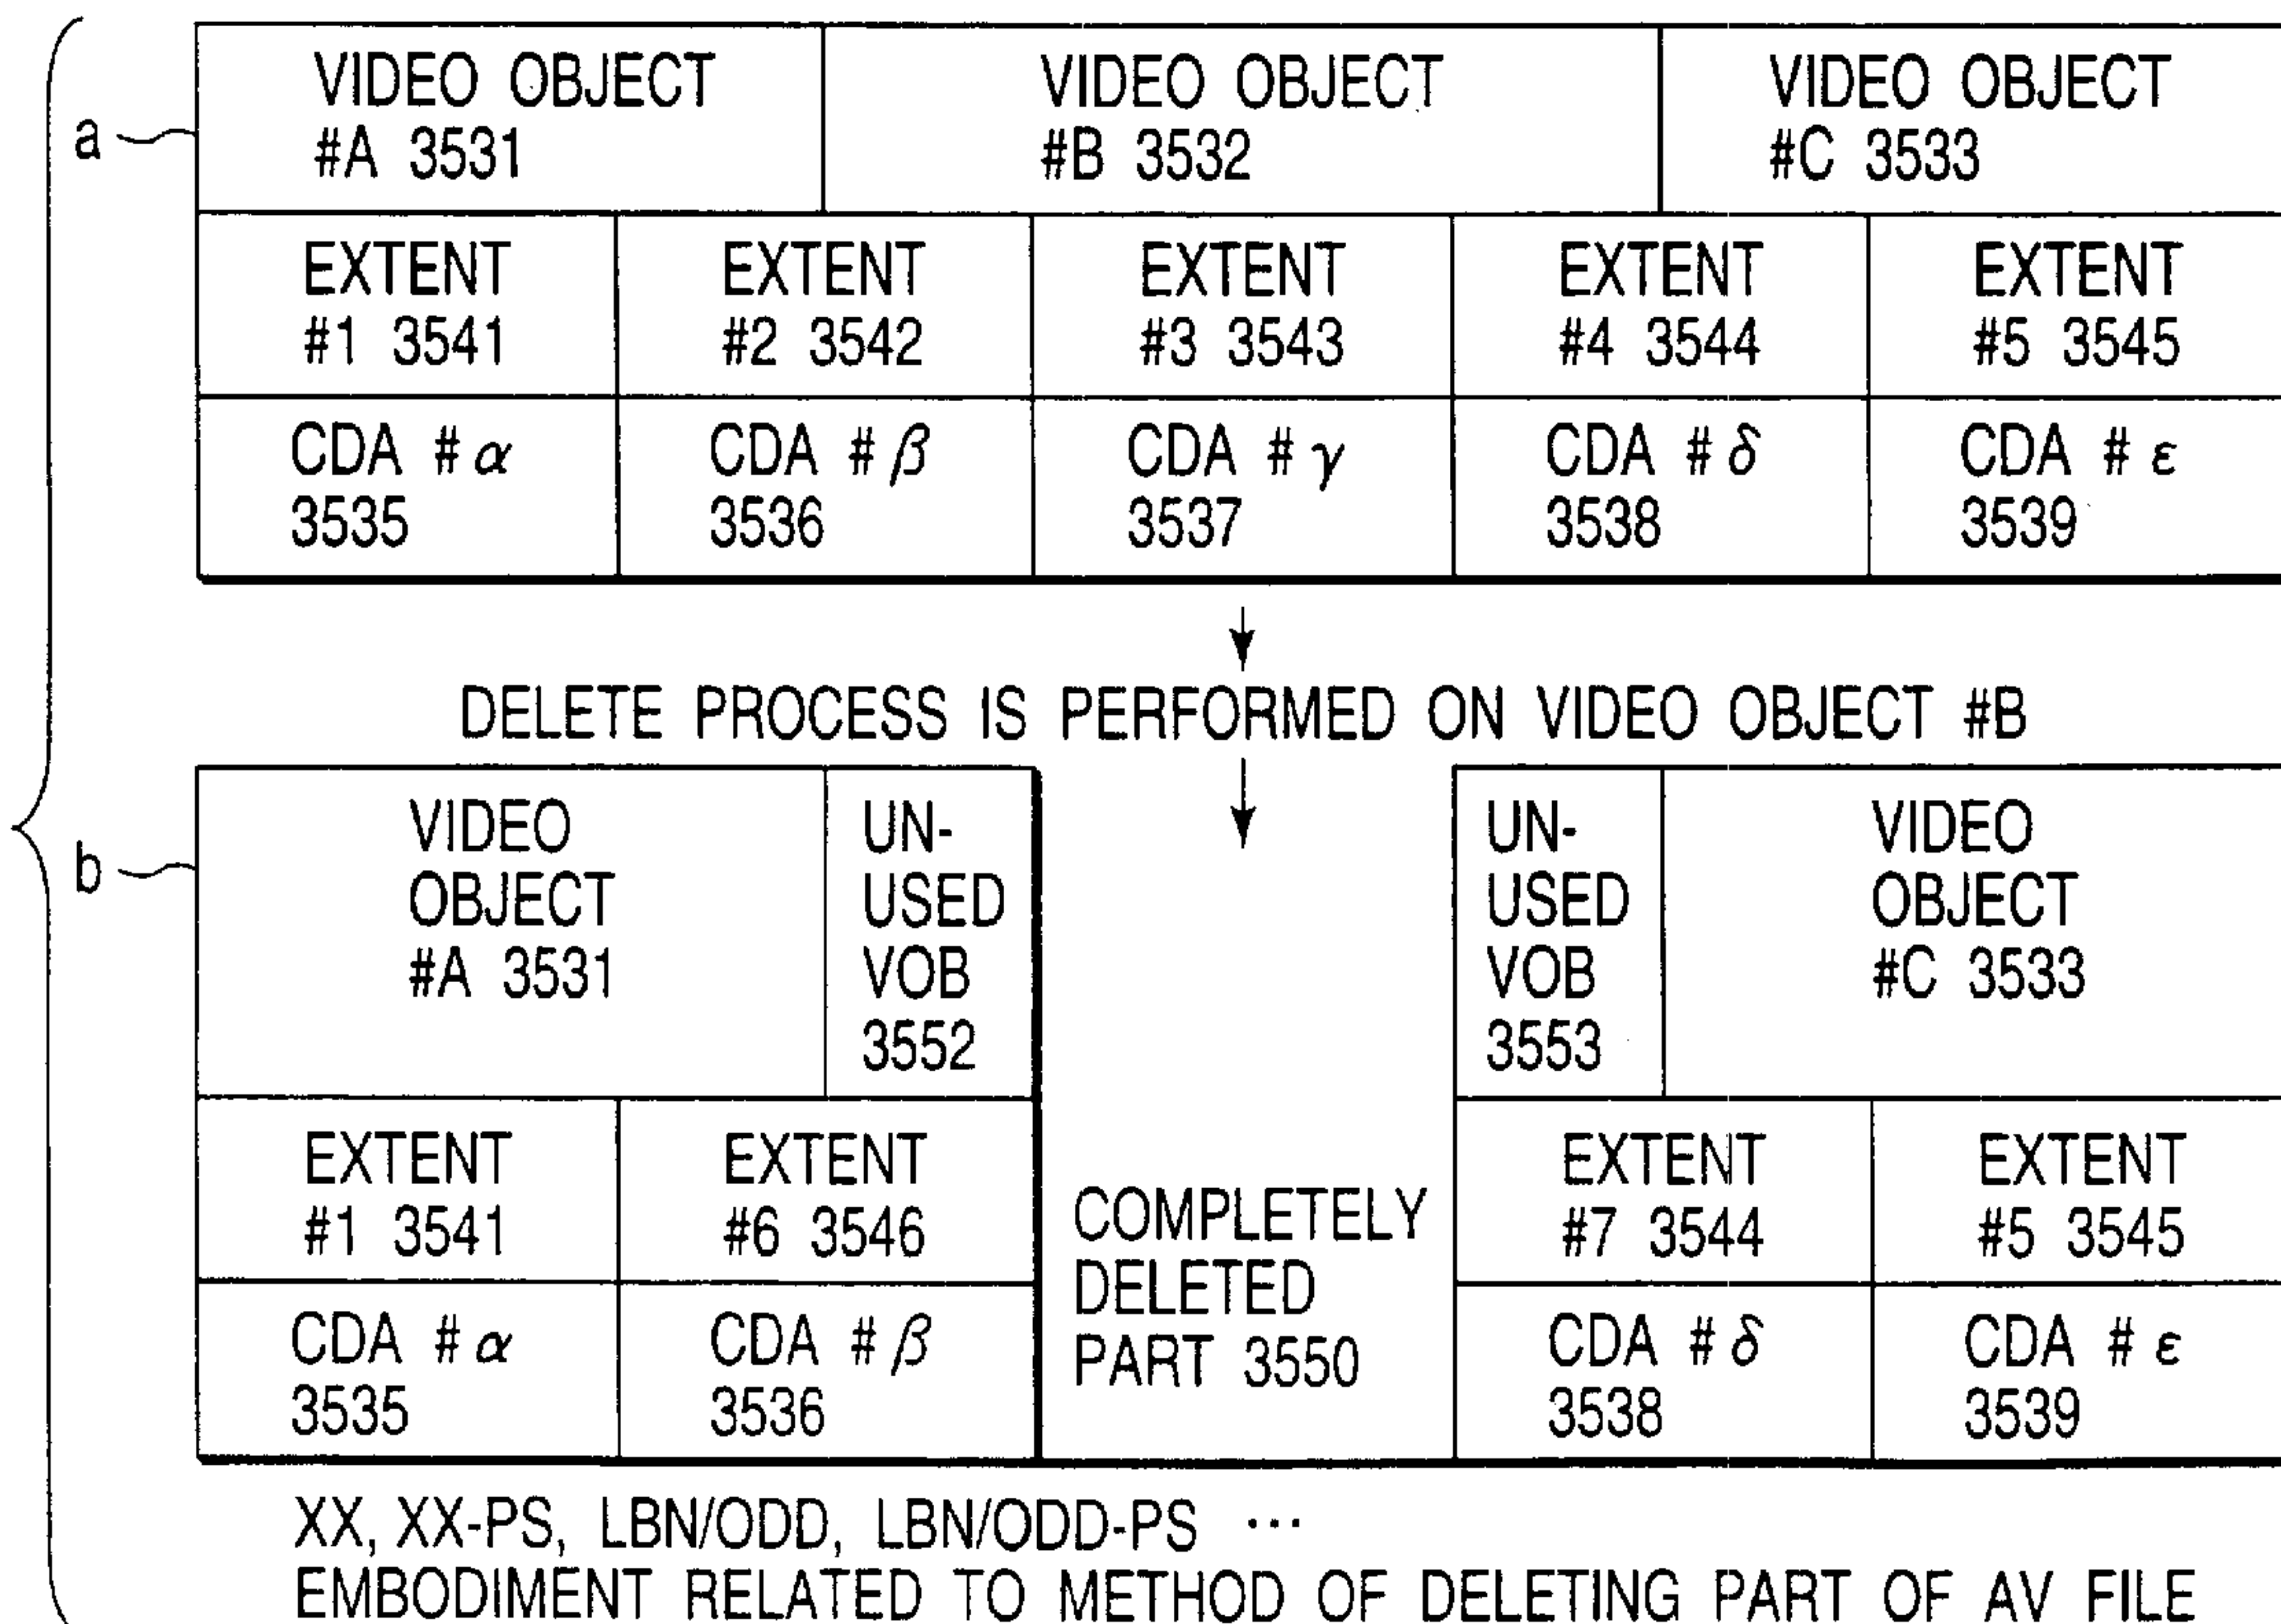 a
VIDEO OBJECT
#A 3531
VIDEO OBJECT
#B 3532
VIDEO OBJECT
#C 3533
EXTENT
#1 3541
EXTENT
#2 3542
EXTENT
#3 3543
EXTENT
#4 3544
EXTENT
#5 3545
CDA #α
3535
CDA #β
3536
CDA #γ
3537
CDA #δ
3538
CDA #ε
3539
DELETE PROCESS IS PERFORMED ON VIDEO OBJECT #B
b
VIDEO
OBJECT
#A 3531
UN-
USED
VOB
3552
UN-
USED
VOB
3553
VIDEO
OBJECT
#C 3533
EXTENT
#1 3541
EXTENT
#6 3546
COMPLETELY
DELETED
PART 3550
EXTENT
#7 3544
EXTENT
#5 3545
CDA #α
3535
CDA #β
3536
CDA #δ
3538
CDA #ε
3539
XX, XX-PS, LBN/ODD, LBN/ODD-PS ···
EMBODIMENT RELATED TO METHOD OF DELETING PART OF AV FILE